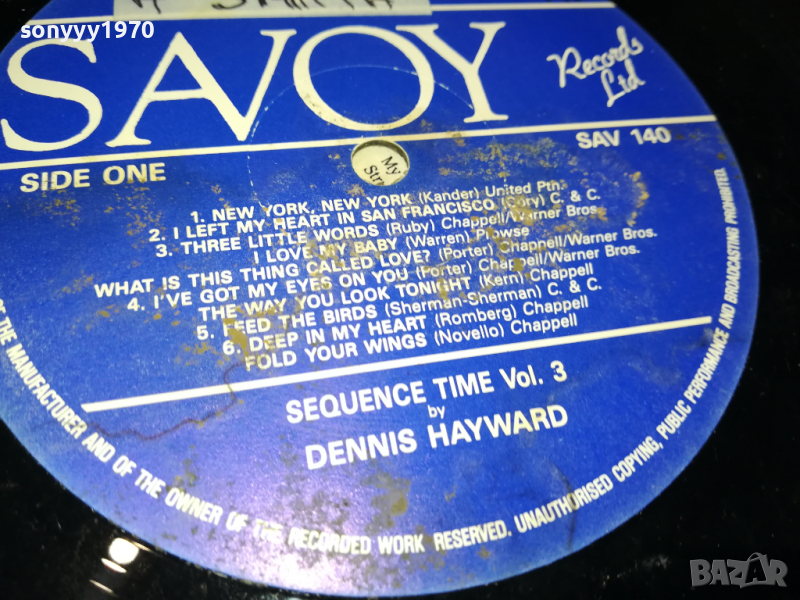 sonvvv1970
SAVOY
Records
Ltd
SIDE ONE
SAV 140
My
1. NEW YORK, NEW YORK (Kander) United Ptn.
2. I LEFT MY HEART IN SAN FRANCISCO (Cory) C. & C.
3. THREE LITTLE WORDS (Ruby) Chappell/Warner Bros.
I LOVE MY BABY (Warren) Prowse
WHAT IS THIS THING CALLED LOVE? (Porter) Chappell/Warner Bros.
4. I'VE GOT MY EYES ON YOU (Porter) Chappell/Warner Bros.
THE WAY YOU LOOK TONIGHT (Kern) Chappell
5. FEED THE BIRDS (Sherman-Sherman) C. & C.
6. DEEP IN MY HEART (Romberg) Chappell
FOLD YOUR WINGS (Novello) Chappell
SEQUENCE TIME Vol. 3
by
DENNIS HAYWARD
OF THE MANUFACTURER AND OF THE OWNER OF THE RECORDED WORK RESERVED. UNAUTHORISED COPYING, PUBLIC PERFORMANCE AND BROADCASTING PROHIBITED.
BAZAR